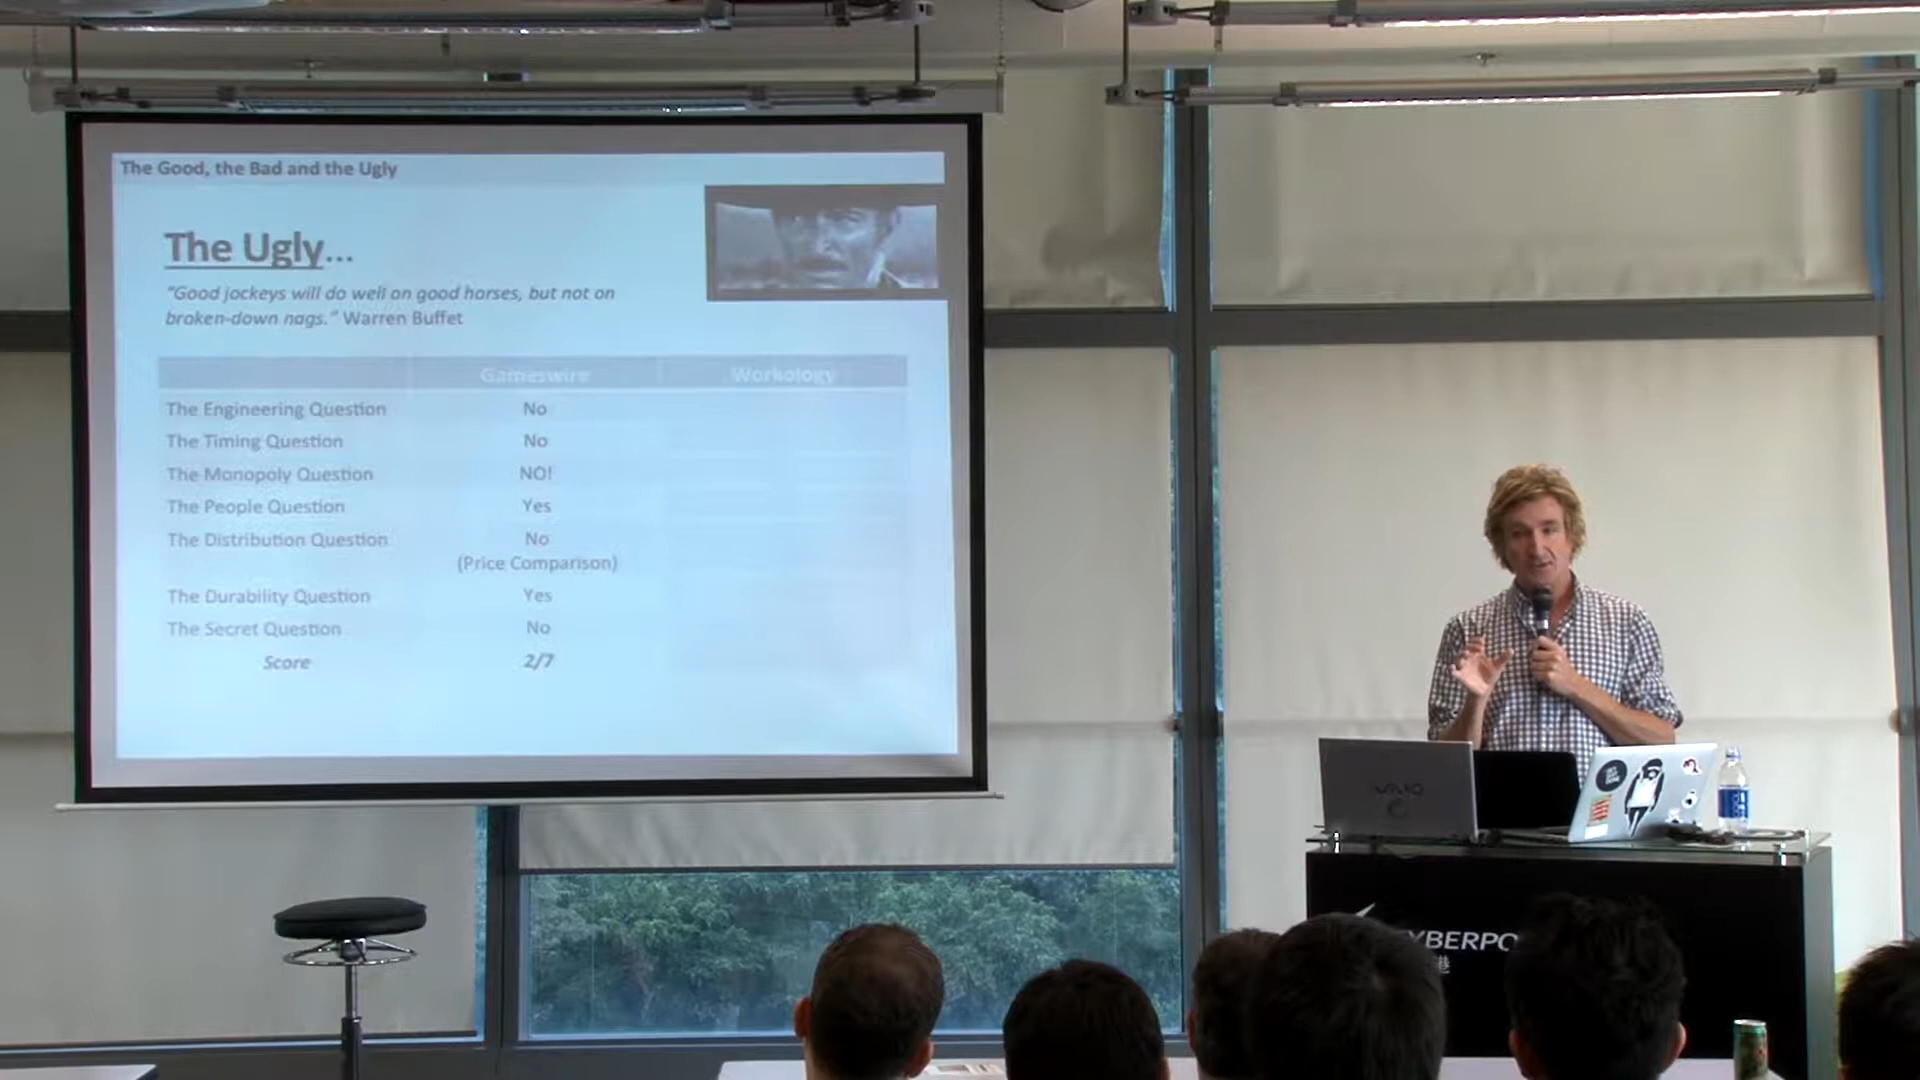 The Good, the Bad and the Ugly
The Ugly...
"Good jockeys will do well on good horses, but not on
broken-down nags." Warren Buffet
Gameswire Workology
The Engineering Question No
The Timing Question No
The Monopoly Question NO!
The People Question Yes
The Distribution Question No
(Price Comparison)
The Durability Question Yes
The Secret Question No
Score 2/7
VAIO
YBERPO
港